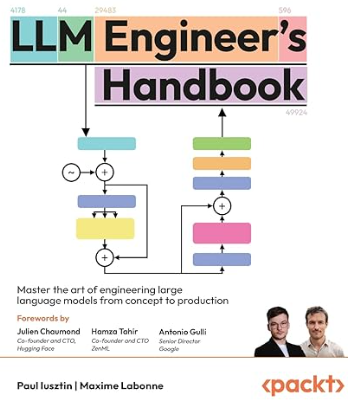 4178 44 29483 596
LLM Engineer's
Handbook
49924
~
+
+
+
Master the art of engineering large
language models from concept to production
Forewords by
Julien Chaumond Hamza Tahir Antonio Gulli
Co-founder and CTO, Co-founder and CTO Senior Director
Hugging Face ZenML Google
Paul Iusztin | Maxime Labonne
<packt>